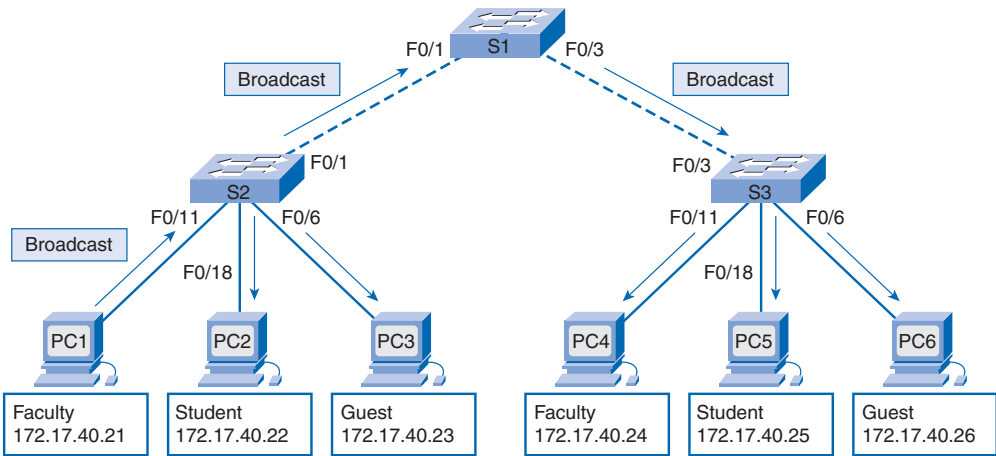 F0/1
S1
F0/3
Broadcast
Broadcast
F0/1
F0/3
S2
S3
F0/11
F0/6
F0/11
F0/6
Broadcast
F0/18
F0/18
PC1
PC2
PC3
PC4
PC5
PC6
Faculty
172.17.40.21
Student
172.17.40.22
Guest
172.17.40.23
Faculty
172.17.40.24
Student
172.17.40.25
Guest
172.17.40.26